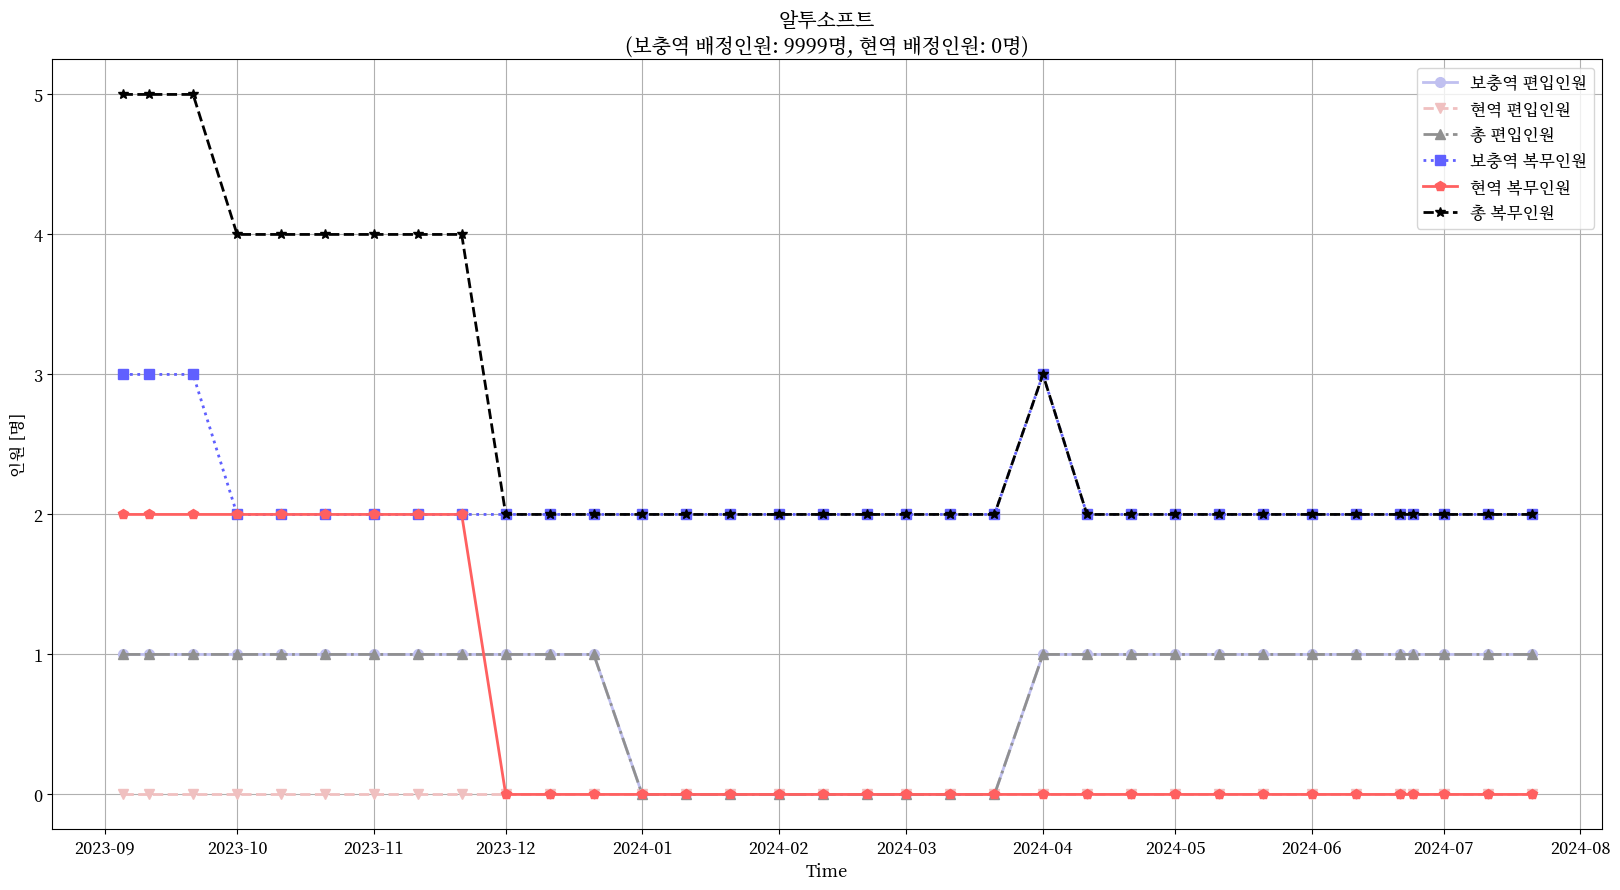 알투소프트
(보충역 배정인원: 9999명, 현역 배정인원: 0명)
보충역 편입인원
현역 편입인원
총 편입인원
보충역 복무인원
현역 복무인원
총 복무인원
5
4
3
2
1
0
인원 [명]
2023-09 2023-10 2023-11 2023-12 2024-01 2024-02 2024-03 2024-04 2024-05 2024-06 2024-07 2024-08
Time